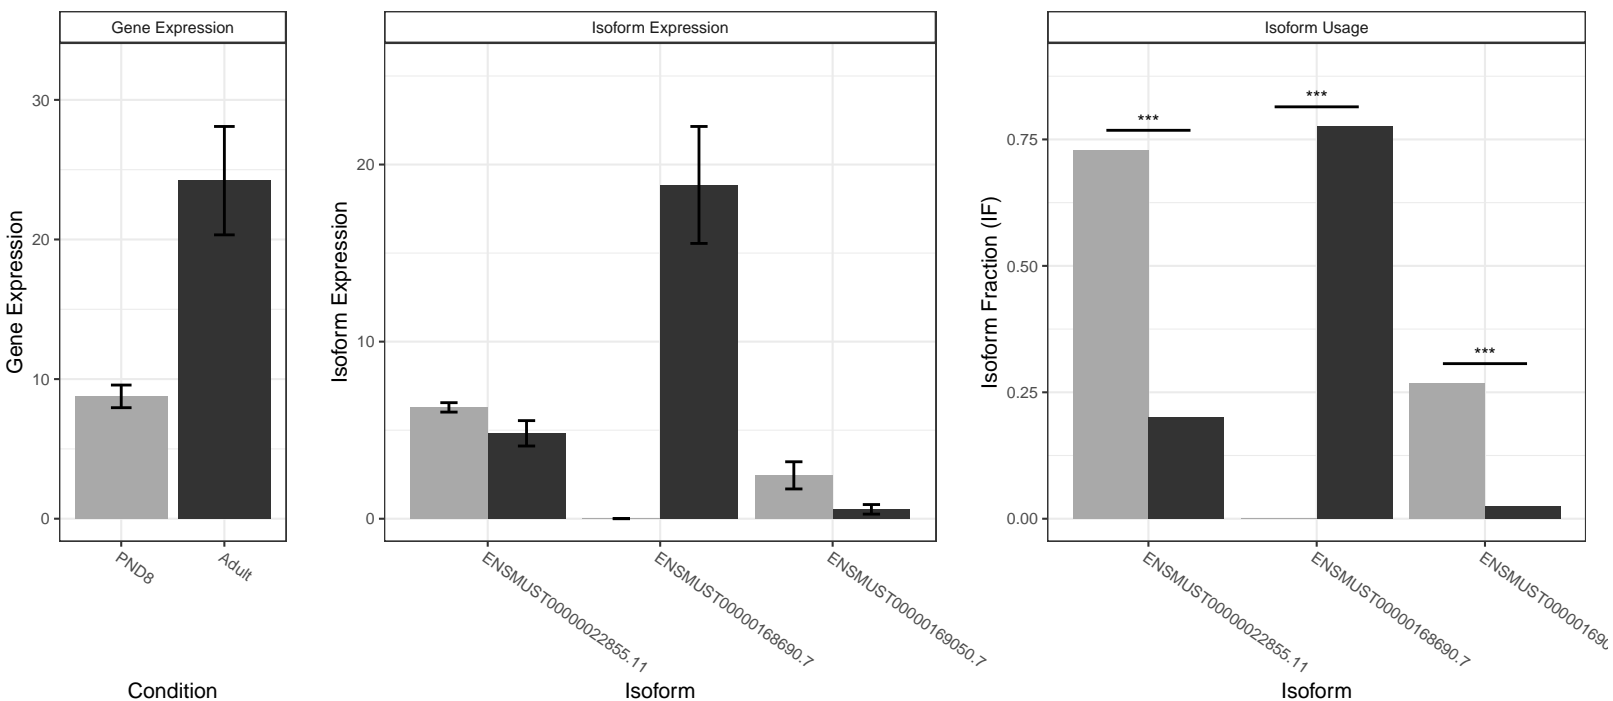 Gene Expression
Isoform Expression
Isoform Usage
Gene Expression
30
20
10
0
PND8
Adult
Condition
Isoform Expression
20
10
0
ENSMUST00000022855.11
ENSMUST00000168690.7
ENSMUST00000169050.7
Isoform
Isoform Fraction (IF)
0.75
0.50
0.25
0.00
***
***
***
ENSMUST00000022855.11
ENSMUST00000168690.7
ENSMUST000001690
Isoform